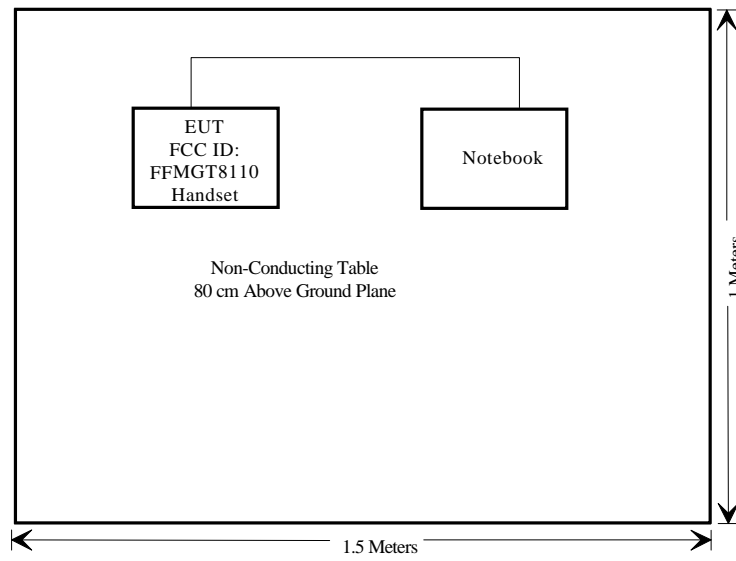 EUT
FCC ID:
FFMGT8110
Handset
Notebook
Non-Conducting Table
80 cm Above Ground Plane
1 Meters
1.5 Meters